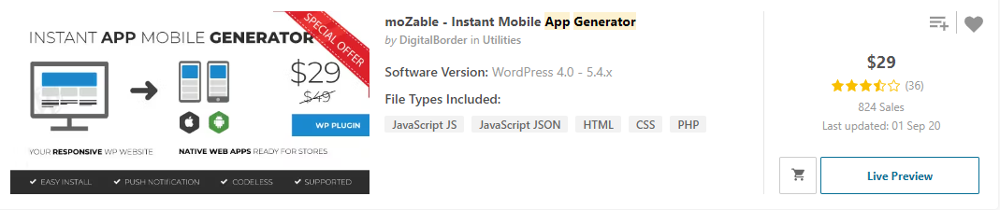 INSTANT APP MOBILE GENERATOR
SPECIAL OFFER
$29
$49
WP PLUGIN
YOUR RESPONSIVE WP WEBSITE
NATIVE WEB APPS READY FOR STORES
EASY INSTALL
PUSH NOTIFICATION
CODELESS
SUPPORTED
moZable - Instant Mobile App Generator
by DigitalBorder in Utilities
Software Version: WordPress 4.0 - 5.4.x
File Types Included:
JavaScript JS
JavaScript JSON
HTML
CSS
PHP
$29
(36)
824 Sales
Last updated: 01 Sep 20
Live Preview